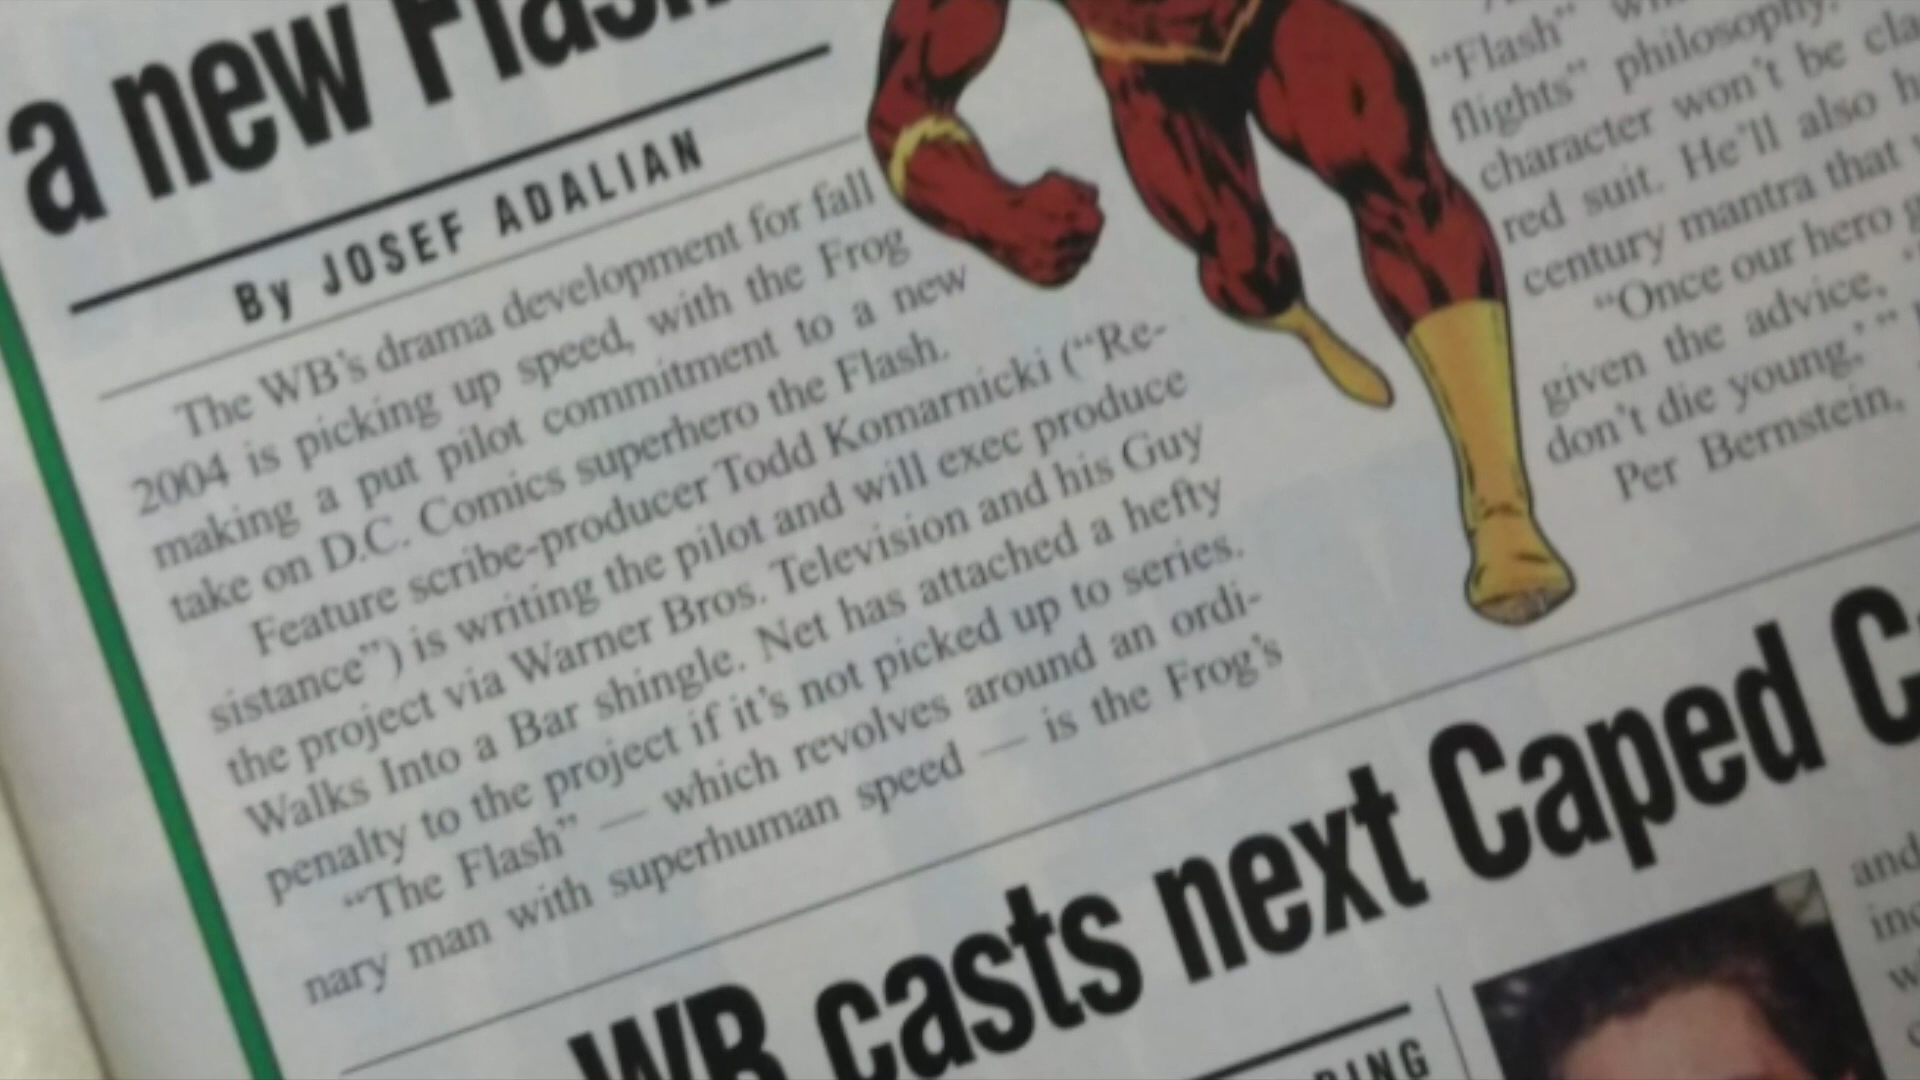 a new Flash
By JOSEF ADALIAN
The WB's drama development for fall
2004 is picking up speed, with the Frog
making a put pilot commitment to a new
take on D.C. Comics superhero the Flash.
Feature scribe-producer Todd Komarnicki (“Re-
sistance”) is writing the pilot and will exec produce
the project via Warner Bros. Television and his Guy
Walks Into a Bar shingle. Net has attached a hefty
penalty to the project if it's not picked up to series.
“The Flash” — which revolves around an ordi-
nary man with superhuman speed — is the Frog's
“Flash”
flights” philosophy.
character won't be
red suit. He'll also
century mantra that
“Once our hero
given the advice,
don't die young.' ”
Per Bernstein,
WB casts next Caped
and